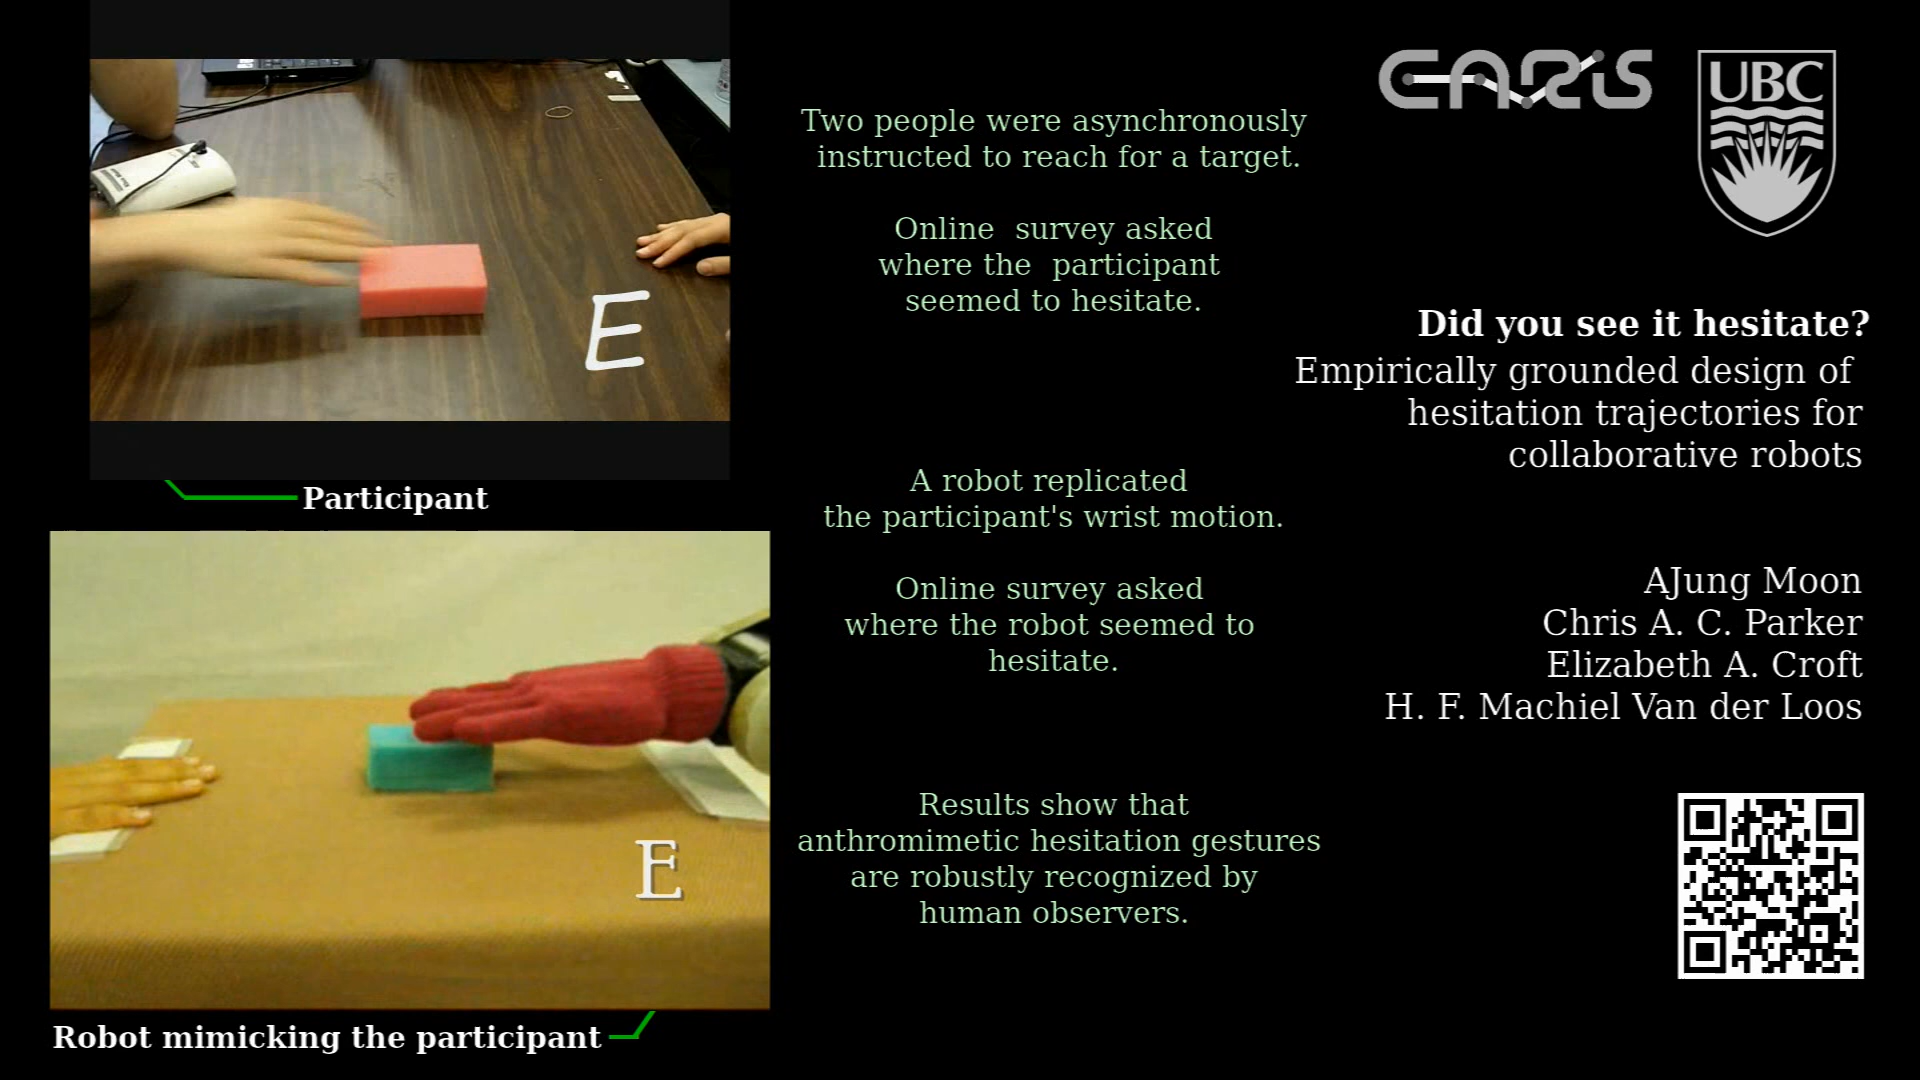 E
Participant
E
Robot mimicking the participant
Two people were asynchronously
instructed to reach for a target.
Online survey asked
where the participant
seemed to hesitate.
A robot replicated
the participant's wrist motion.
Online survey asked
where the robot seemed to
hesitate.
Results show that
anthromimetic hesitation gestures
are robustly recognized by
human observers.
CARIS
UBC
Did you see it hesitate?
Empirically grounded design of
hesitation trajectories for
collaborative robots
AJung Moon
Chris A. C. Parker
Elizabeth A. Croft
H. F. Machiel Van der Loos